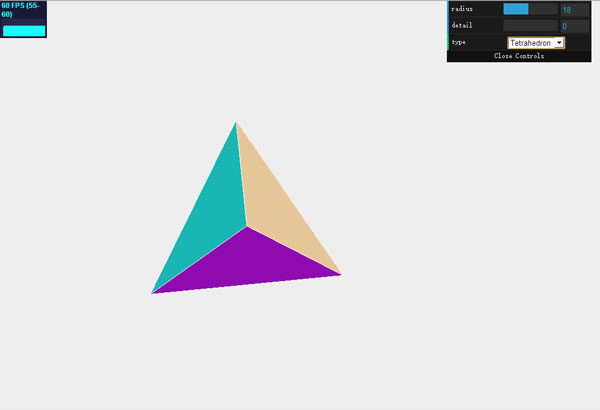 60 FPS (55-
60)
radius 18
detail 0
type Tetrahedron
Close Controls